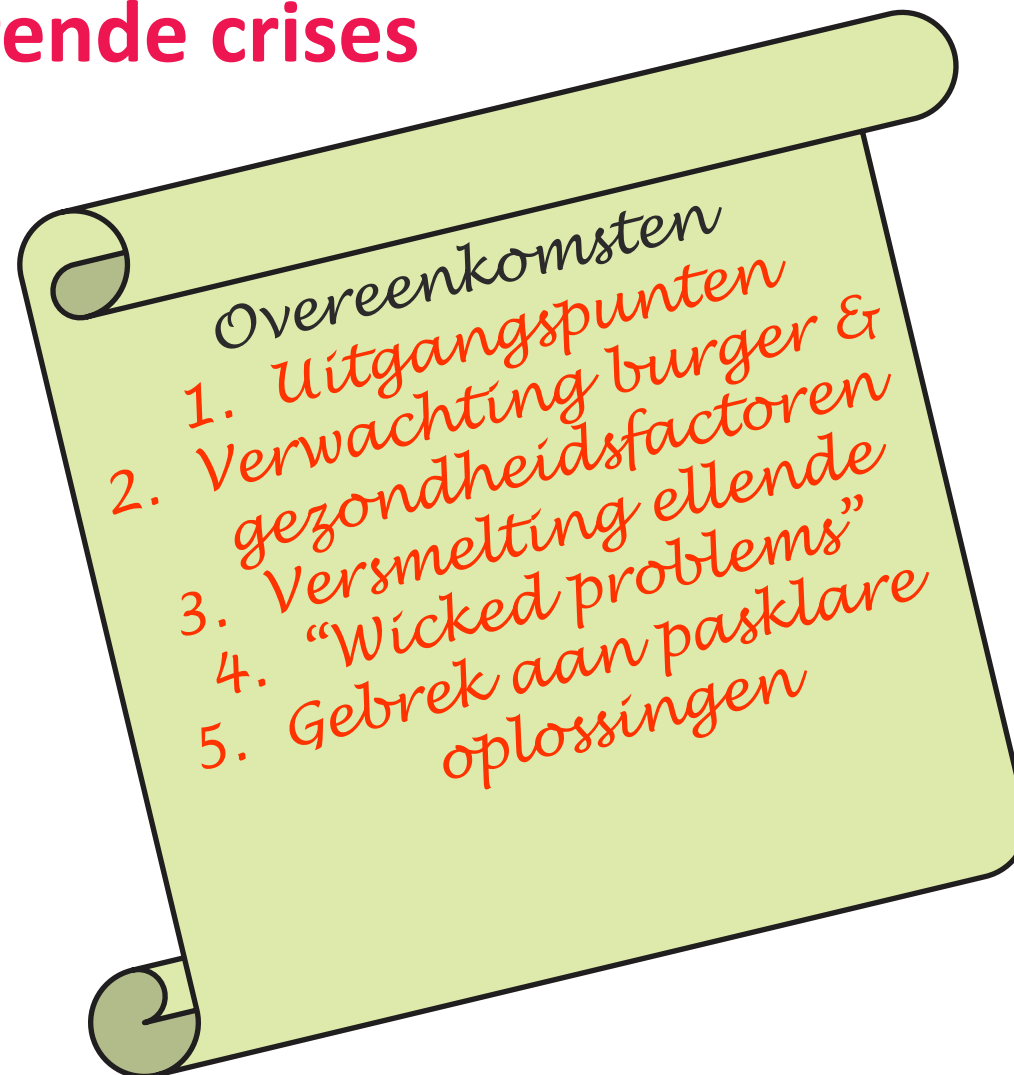 ende crises
Overeenkomsten
1. Uitgangspunten
2. Verwachting burger &
gezondheidsfactoren
3. Versmelting ellende
4. “Wicked problems”
5. Gebrek aan pasklare
oplossingen